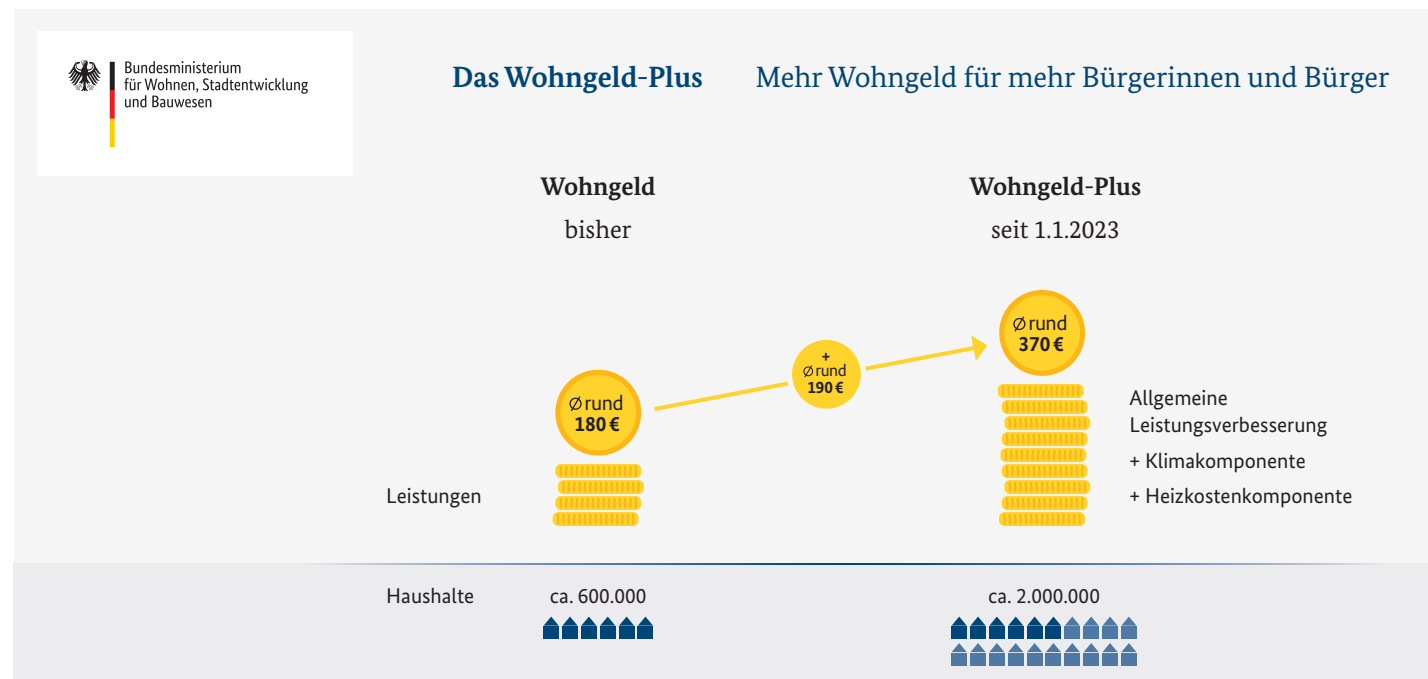 Bundesministerium
für Wohnen, Stadtentwicklung
und Bauwesen
Das Wohngeld-Plus Mehr Wohngeld für mehr Bürgerinnen und Bürger
Wohngeld
bisher
Wohngeld-Plus
seit 1.1.2023
Leistungen
Ø rund
180 €
+
Ø rund
190 €
Ø rund
370 €
Allgemeine
Leistungsverbesserung
+ Klimakomponente
+ Heizkostenkomponente
Haushalte
ca. 600.000
ca. 2.000.000